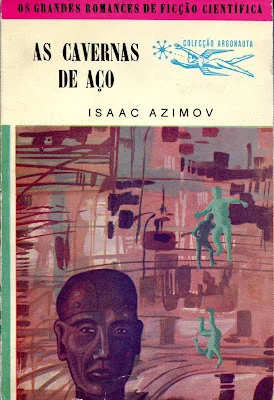 OS GRANDES ROMANCES DE FICÇÃO CIENTÍFICA
COLECÇÃO ARGONAUTA
AS CAVERNAS
DE AÇO
ISAAC AZIMOV